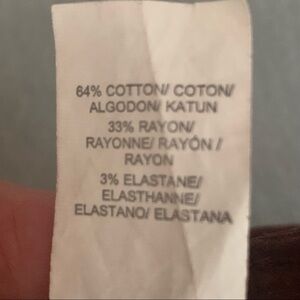 64% COTTON/ COTON/
ALGODON/ KATUN
33% RAYON/
RAYONNE/ RAYÓN /
RAYON
3% ELASTANE/
ELASTHANNE/
ELASTANO/ ELASTANA